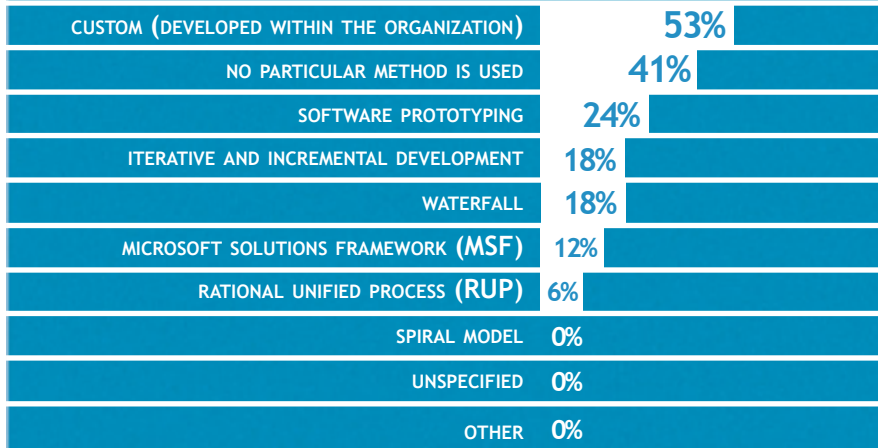 CUSTOM (DEVELOPED WITHIN THE ORGANIZATION) 53%
NO PARTICULAR METHOD IS USED 41%
SOFTWARE PROTOTYPING 24%
ITERATIVE AND INCREMENTAL DEVELOPMENT 18%
WATERFALL 18%
MICROSOFT SOLUTIONS FRAMEWORK (MSF) 12%
RATIONAL UNIFIED PROCESS (RUP) 6%
SPIRAL MODEL 0%
UNSPECIFIED 0%
OTHER 0%